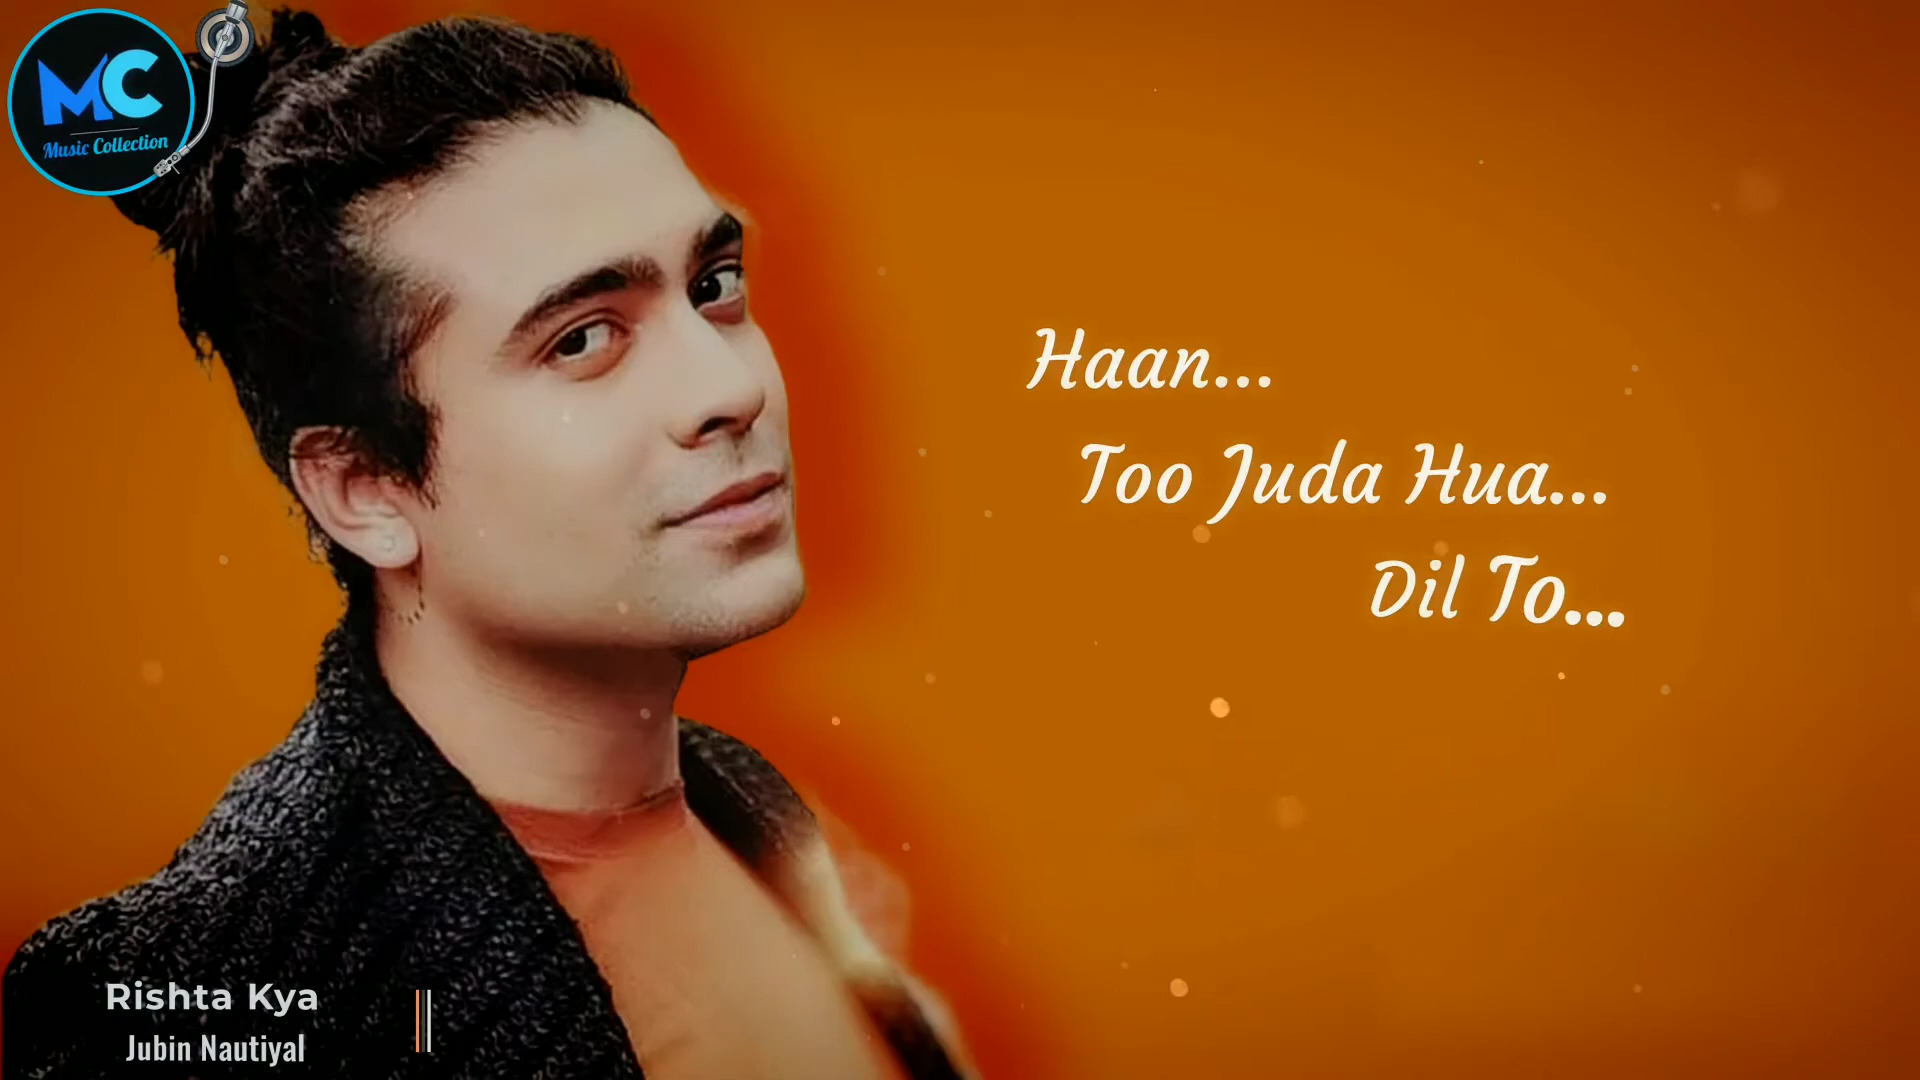 MC
Music Collection
Haan...
Too Juda Hua...
Dil To...
Rishta Kya
Jubin Nautiyal